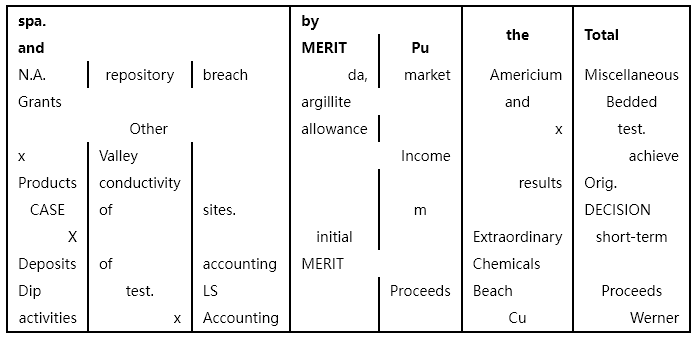 spa. by the Total
and MERIT Pu
N.A. repository breach da, market Americium Miscellaneous
Grants argillite and Bedded
Other allowance x test.
x Valley Income achieve
Products conductivity results Orig.
CASE of sites. m DECISION
X initial Extraordinary short-term
Deposits of accounting MERIT Chemicals
Dip test. LS Proceeds Beach Proceeds
activities x Accounting Cu Werner